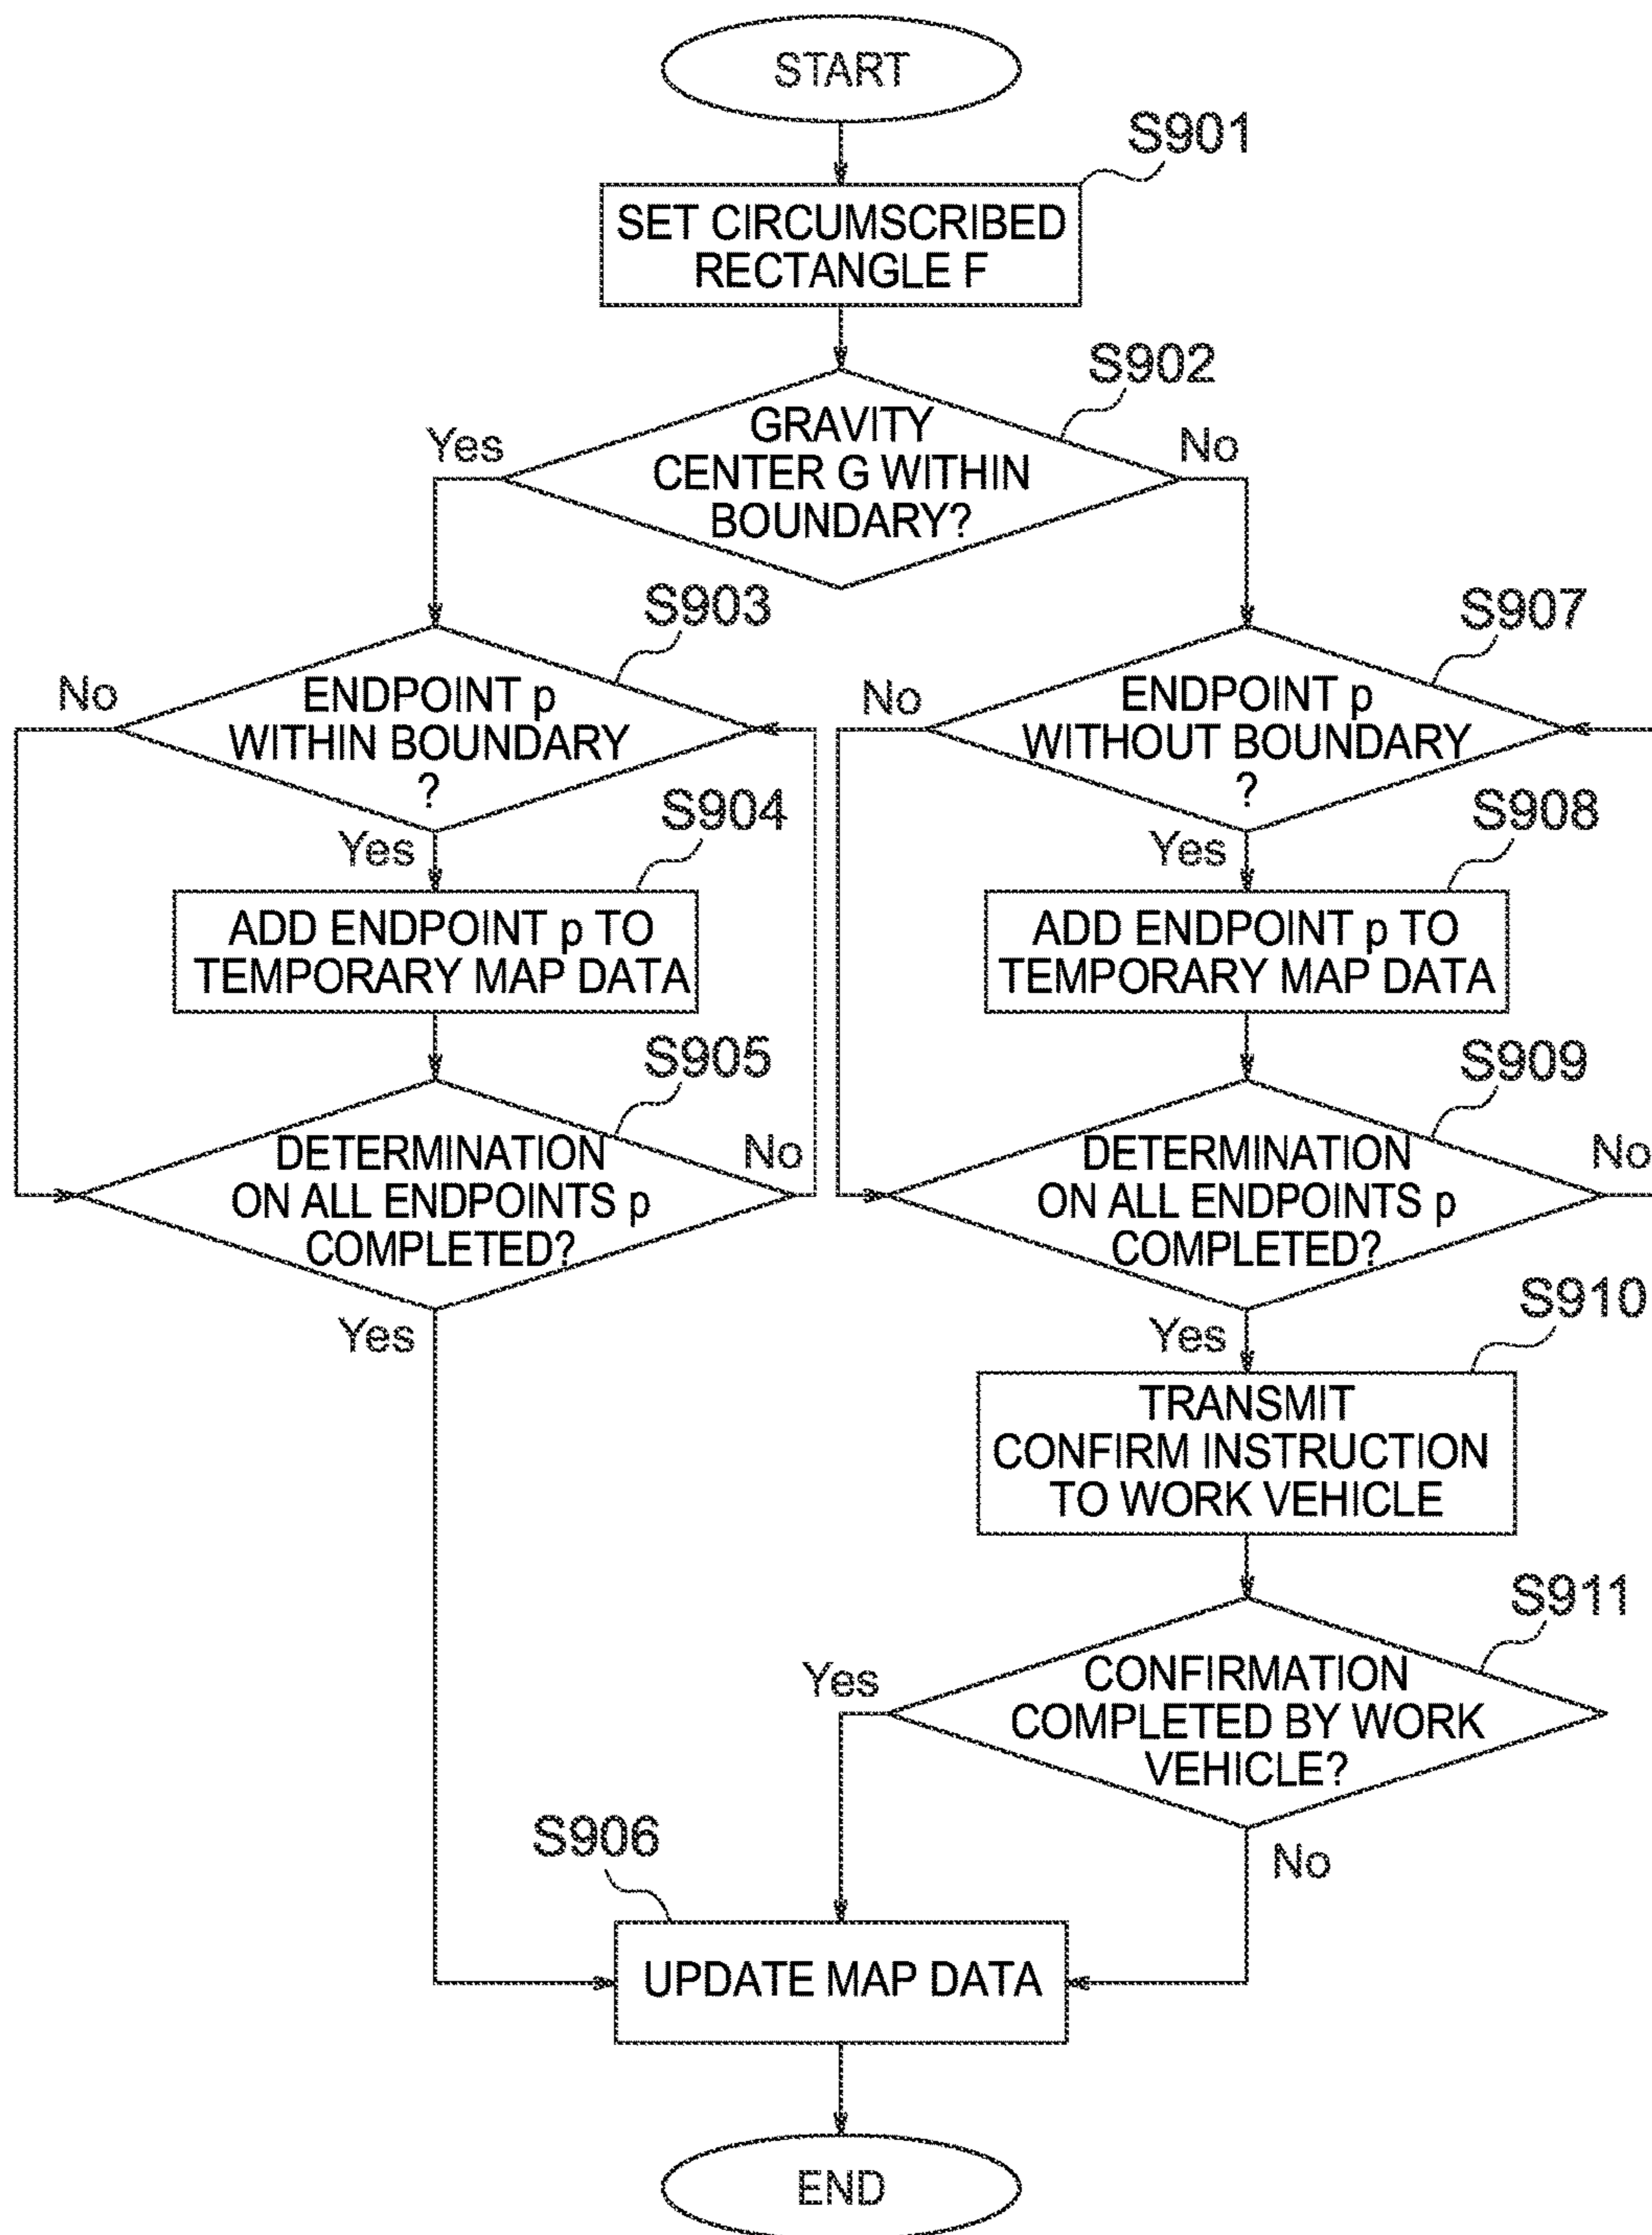 START
S901
SET CIRCUMSCRIBED
RECTANGLE F
S902
GRAVITY
CENTER G WITHIN
BOUNDARY?
Yes
No
S903
ENDPOINT p
WITHIN BOUNDARY
?
No
Yes
S904
ADD ENDPOINT p TO
TEMPORARY MAP DATA
S905
DETERMINATION
ON ALL ENDPOINTS p
COMPLETED?
No
Yes
S907
ENDPOINT p
WITHOUT BOUNDARY
?
No
Yes
S908
ADD ENDPOINT p TO
TEMPORARY MAP DATA
S909
DETERMINATION
ON ALL ENDPOINTS p
COMPLETED?
No
Yes
S910
TRANSMIT
CONFIRM INSTRUCTION
TO WORK VEHICLE
S911
CONFIRMATION
COMPLETED BY WORK
VEHICLE?
Yes
No
S906
UPDATE MAP DATA
END